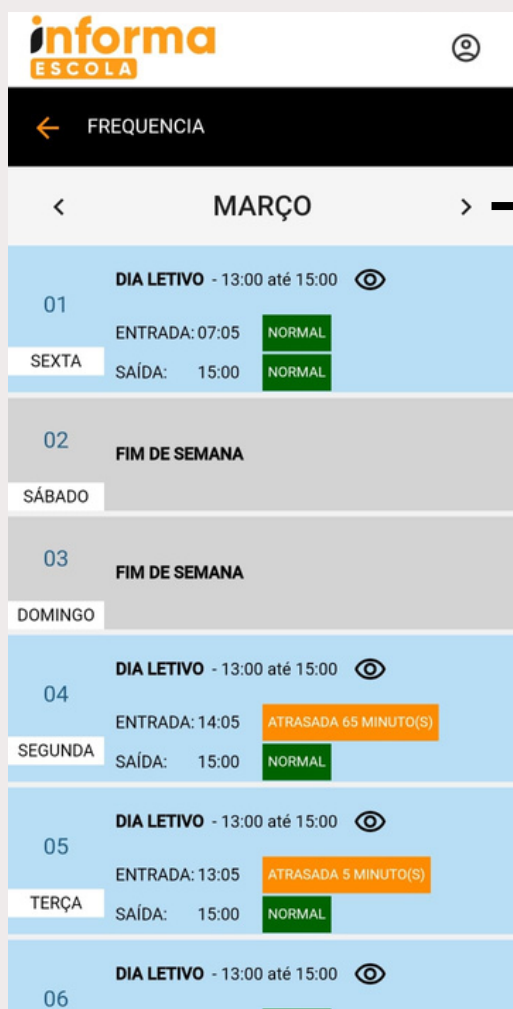 informa
ESCOLA
FREQUENCIA
MARÇO
DIA LETIVO - 13:00 até 15:00
01
ENTRADA: 07:05 NORMAL
SEXTA
SAÍDA: 15:00 NORMAL
02
FIM DE SEMANA
SÁBADO
03
FIM DE SEMANA
DOMINGO
DIA LETIVO - 13:00 até 15:00
04
ENTRADA: 14:05 ATRASADA 65 MINUTO(S)
SEGUNDA
SAÍDA: 15:00 NORMAL
DIA LETIVO - 13:00 até 15:00
05
ENTRADA: 13:05 ATRASADA 5 MINUTO(S)
TERÇA
SAÍDA: 15:00 NORMAL
DIA LETIVO - 13:00 até 15:00
06